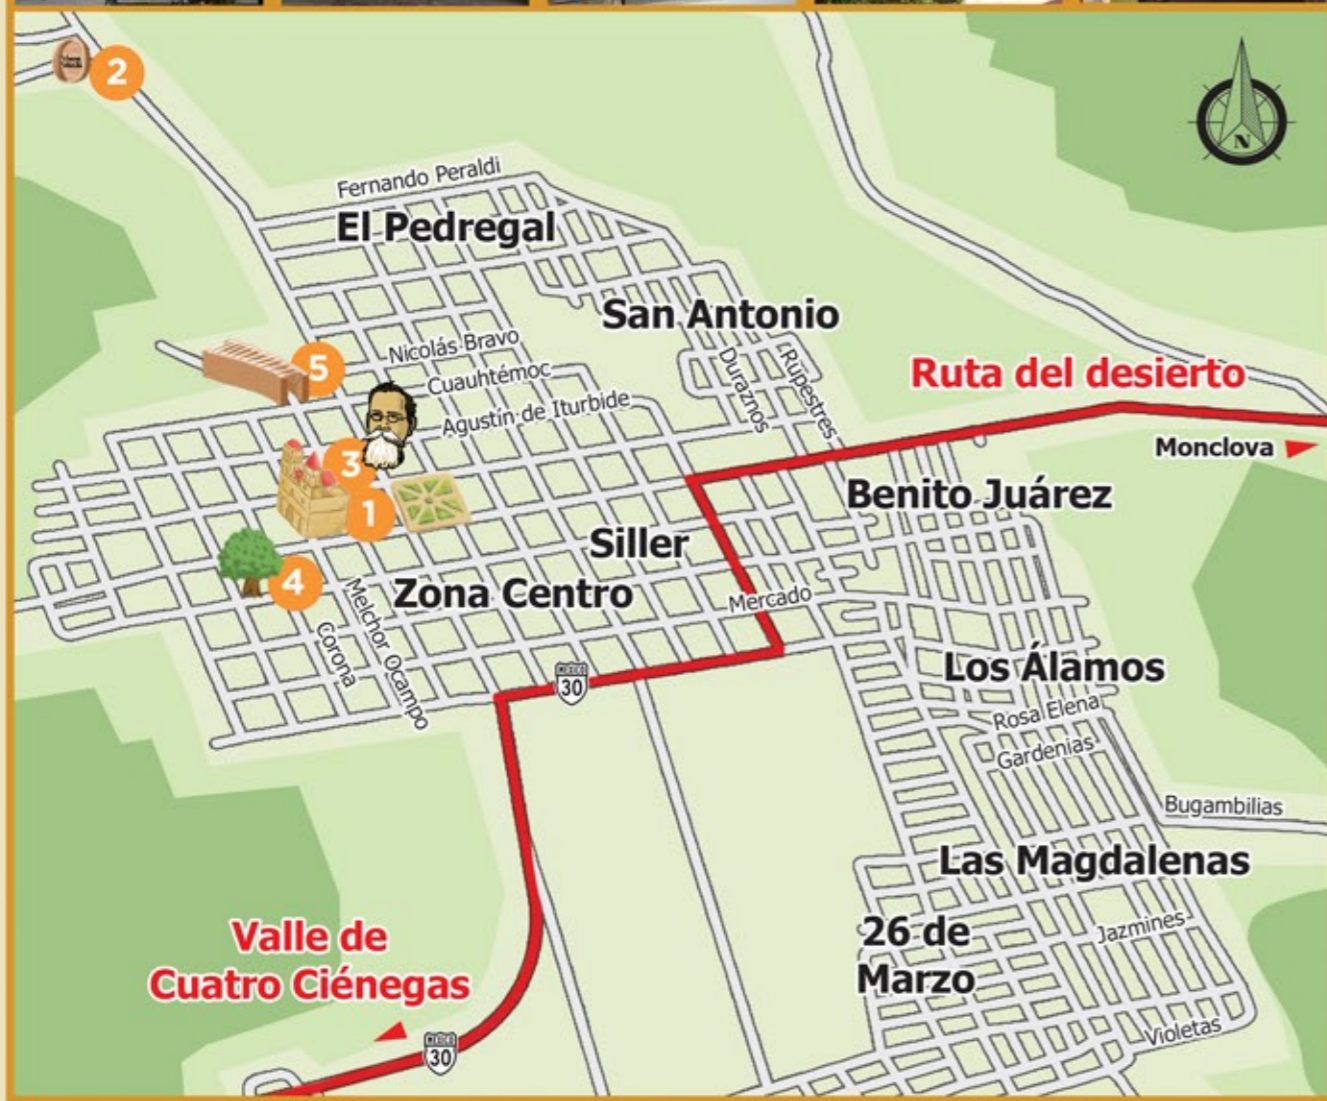 2
N
Fernando Peraldi
El Pedregal
San Antonio
Nicolás Bravo
5
Cuauhtémoc
Duraznos
Rupestres
Ruta del desierto
Agustín de Iturbide
Monclova
3
1
Benito Juárez
Siller
4
Zona Centro
Mercado
Melchor Ocampo
Corona
MÉXICO
30
Los Álamos
Rosa Elena
Gardenias
Bugambilias
Las Magdalenas
26 de
Marzo
Jazmines
Valle de
Cuatro Ciénegas
Violetas
MÉXICO
30